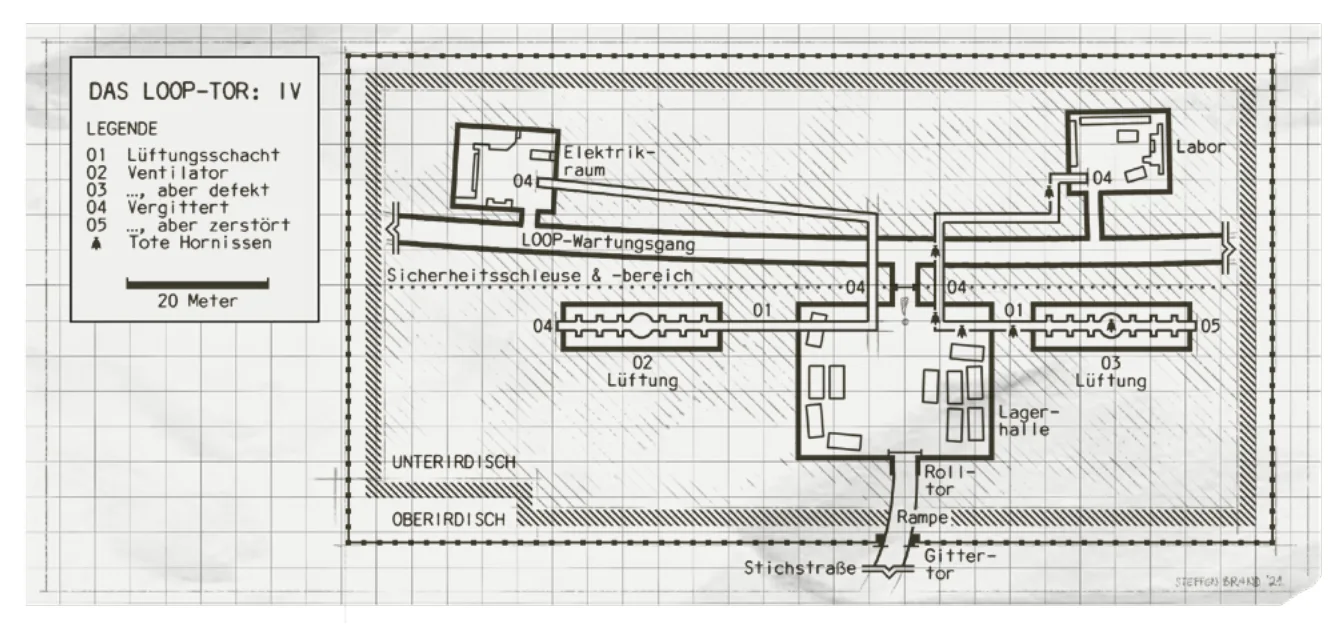 DAS LOOP-TOR: IV
LEGENDE
01 Lüftungsschacht
02 Ventilator
03 …, aber defekt
04 Vergittert
05 …, aber zerstört
Tote Hornissen
20 Meter
Elektrik-
raum
04
Labor
04
LOOP-Wartungsgang
Sicherheitsschleuse & -bereich
04
04
!
04
01
01
05
02
Lüftung
03
Lüftung
Lager-
halle
UNTERIRDISCH
OBERIRDISCH
Roll-
tor
Rampe
Gitter-
tor
Stichstraße
STEFFEN BRAND '21